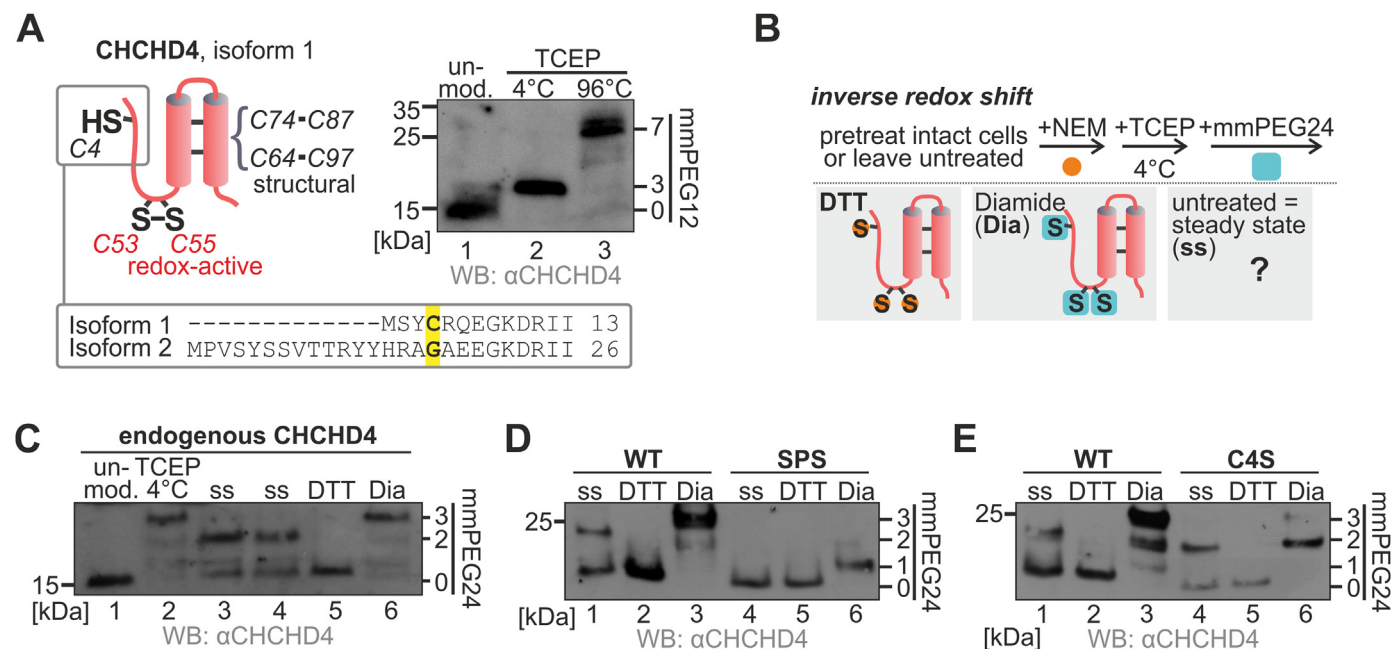 A
CHCHD4, isoform 1
HS
C4
C74-C87
C64-C97
structural
S-S
C53 C55
redox-active
un-
mod.
TCEP
4°C 96°C
35
25
15
[kDa]
7
3
0
mmPEG12
1 2 3
WB: αCHCHD4
Isoform 1 -------------MSYCRQEGKDRII 13
Isoform 2 MPVSYSSVTTRYYHRAGAEEGKDRII 26
B
inverse redox shift
pretreat intact cells
or leave untreated
+NEM +TCEP +mmPEG24
4°C
DTT
S
S S
Diamide
(Dia)
S
S S
untreated =
steady state
(ss)
?
C
endogenous CHCHD4
un-
mod.
TCEP
4°C
ss ss DTT Dia
15
[kDa]
3
2
0
mmPEG24
1 2 3 4 5 6
WB: αCHCHD4
D
WT SPS
ss DTT Dia ss DTT Dia
25
[kDa]
3
2
1
0
mmPEG24
1 2 3 4 5 6
WB: αCHCHD4
E
WT C4S
ss DTT Dia ss DTT Dia
25
[kDa]
3
2
1
0
mmPEG24
1 2 3 4 5 6
WB: αCHCHD4